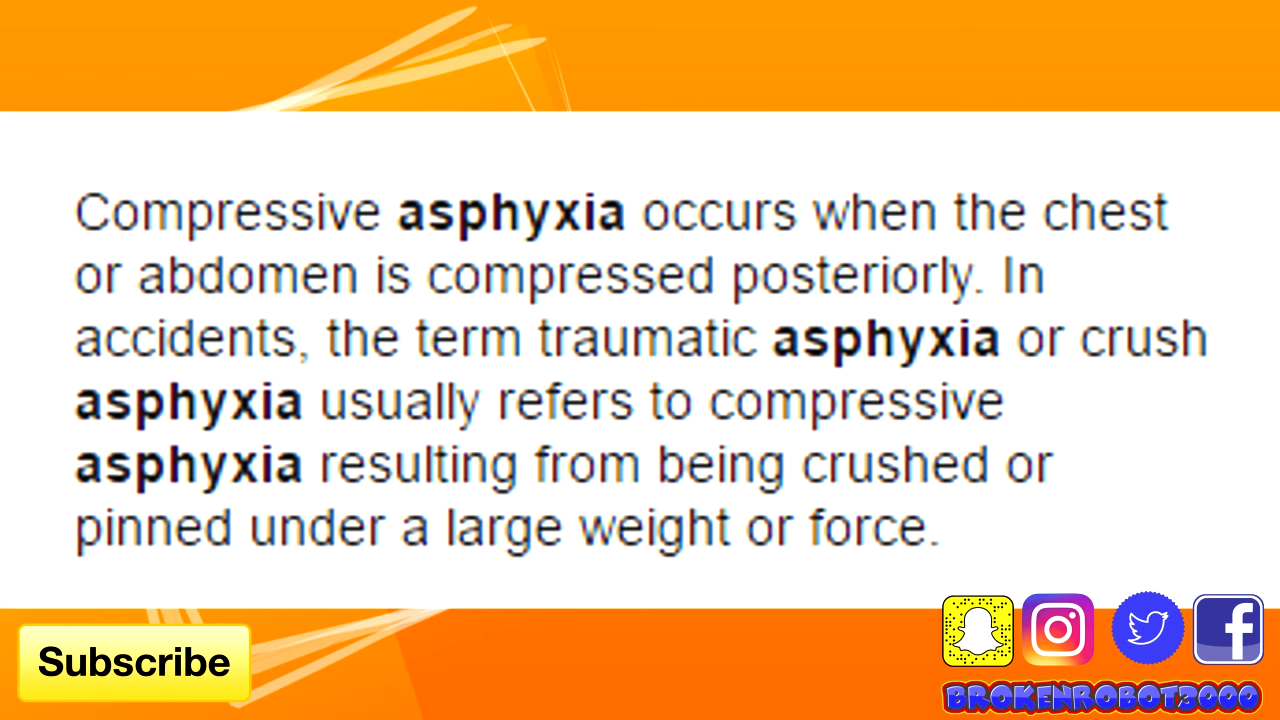 Compressive asphyxia occurs when the chest
or abdomen is compressed posteriorly. In
accidents, the term traumatic asphyxia or crush
asphyxia usually refers to compressive
asphyxia resulting from being crushed or
pinned under a large weight or force.
Subscribe
BROKENROBOT3000